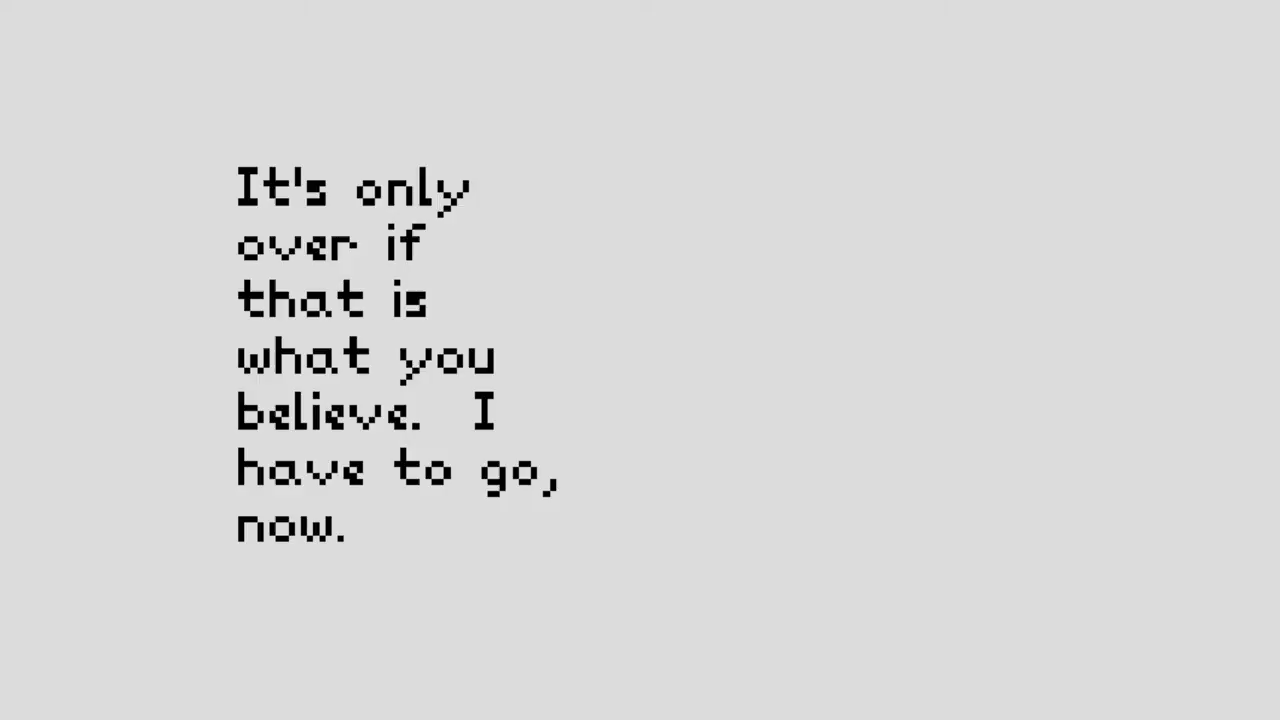 It's only
over if
that is
what you
believe.  I
have to go,
now.